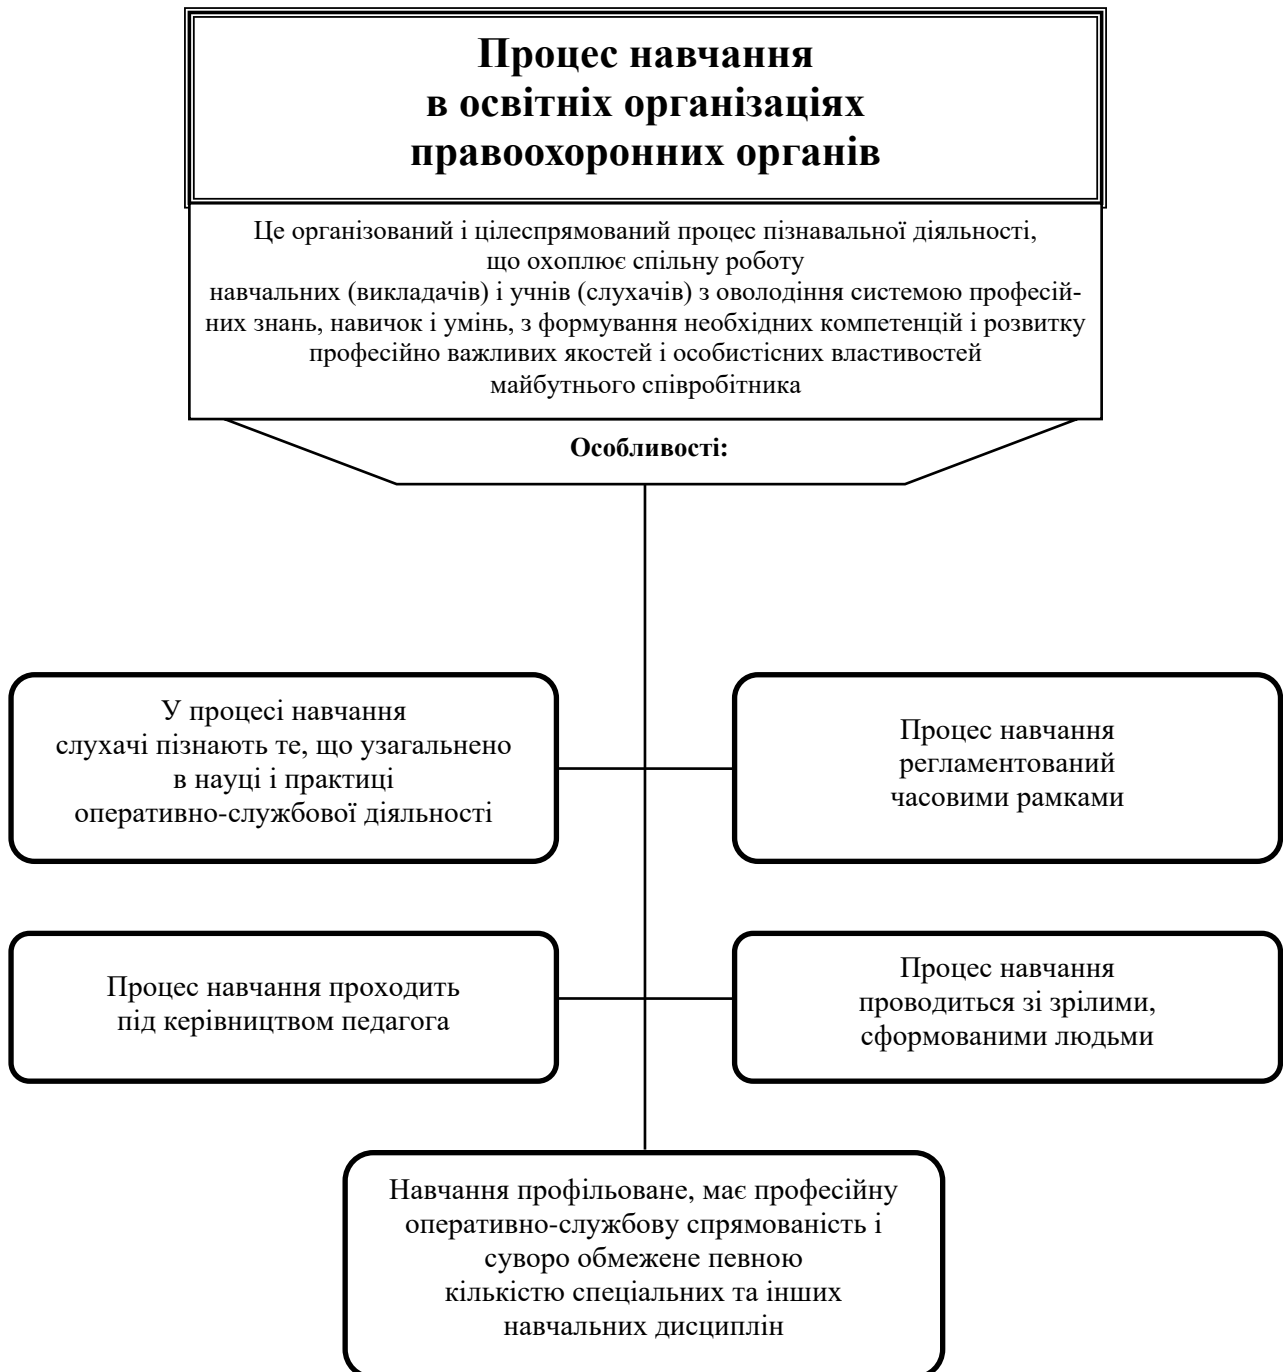 Процес навчання
в освітніх організаціях
правоохоронних органів
Це організований і цілеспрямований процес пізнавальної діяльності,
що охоплює спільну роботу
навчальних (викладачів) і учнів (слухачів) з оволодіння системою професій-
них знань, навичок і умінь, з формування необхідних компетенцій і розвитку
професійно важливих якостей і особистісних властивостей
майбутнього співробітника
Особливості:
У процесі навчання
слухачі пізнають те, що узагальнено
в науці і практиці
оперативно-службової діяльності
Процес навчання
регламентований
часовими рамками
Процес навчання проходить
під керівництвом педагога
Процес навчання
проводиться зі зрілими,
сформованими людьми
Навчання профільоване, має професійну
оперативно-службову спрямованість і
суворо обмежене певною
кількістю спеціальних та інших
навчальних дисциплін